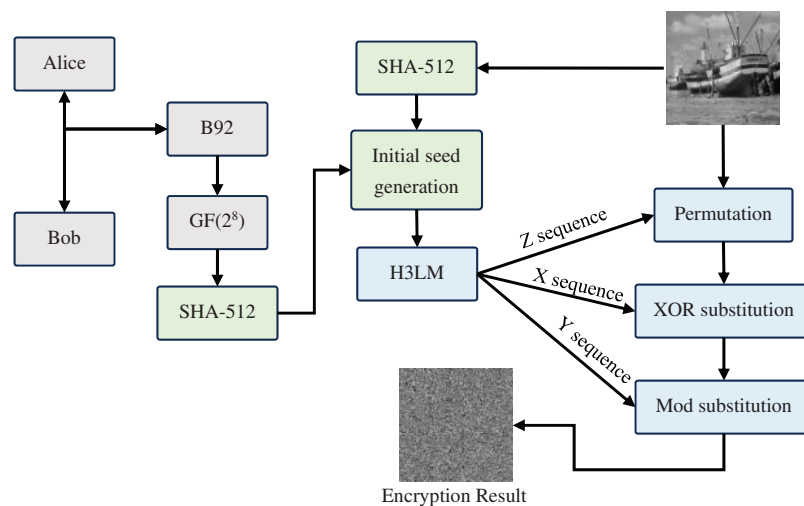 Alice
Bob
B92
GF(2⁸)
SHA-512
SHA-512
Initial seed
generation
H3LM
Z sequence
X sequence
Y sequence
Permutation
XOR substitution
Mod substitution
Encryption Result